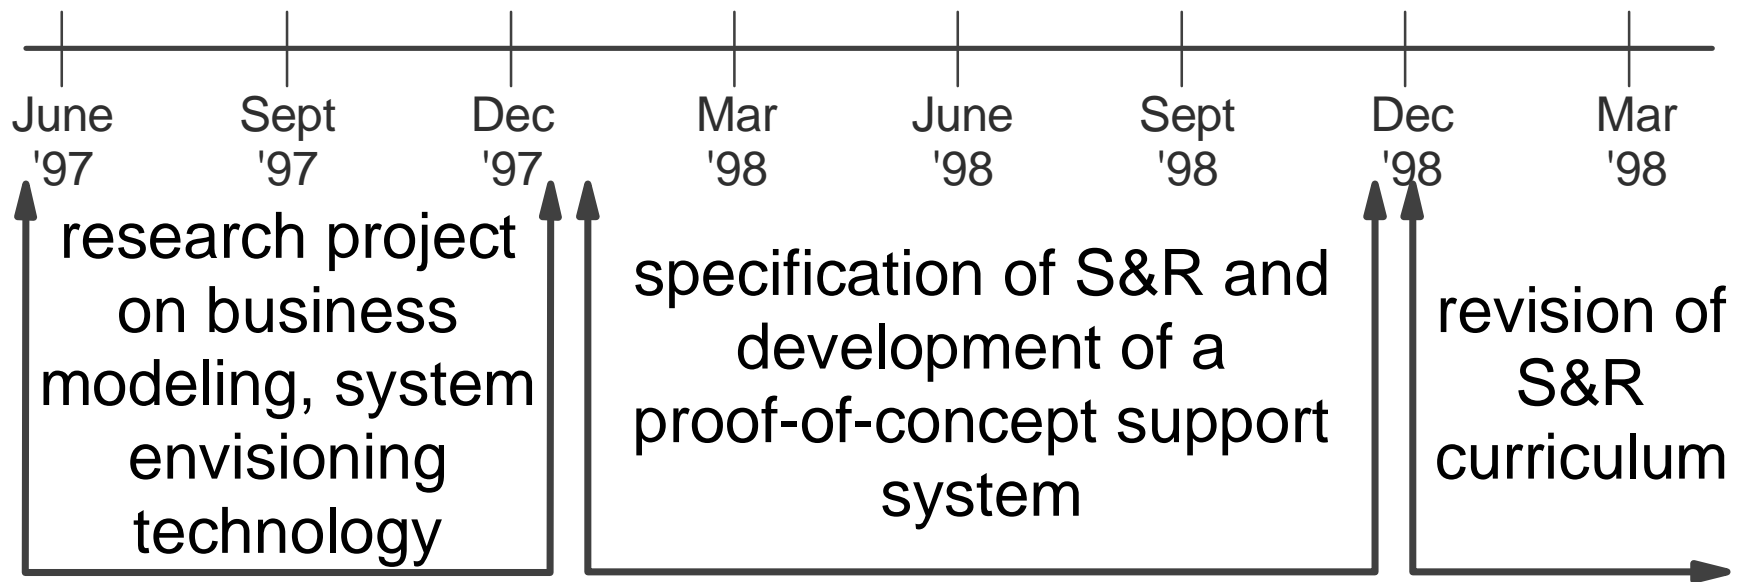 June Sept Dec Mar June Sept Dec Mar
'97 '97 '97 '98 '98 '98 '98 '98
research project
on business
modeling, system
envisioning
technology
specification of S&R and
development of a
proof-of-concept support
system
revision of
S&R
curriculum